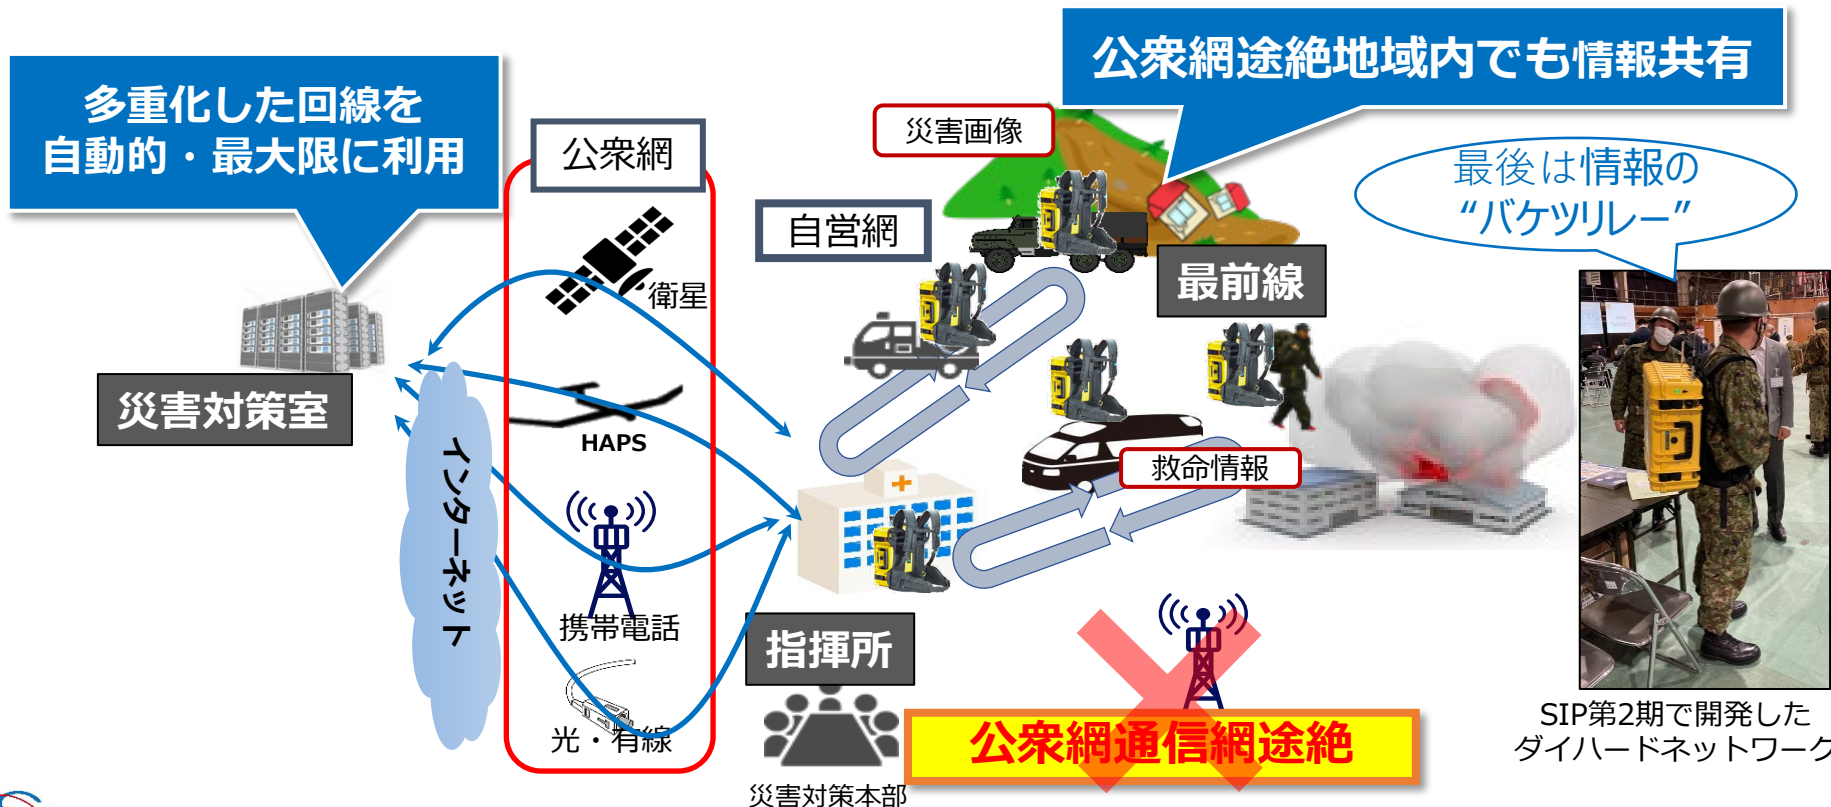 多重化した回線を
自動的・最大限に利用
公衆網途絶地域内でも情報共有
公衆網
災害画像
自営網
最後は情報の
“バケツリレー”
衛星
最前線
災害対策室
HAPS
インターネット
救命情報
携帯電話
指揮所
光・有線
公衆網通信網途絶
災害対策本部
SIP第2期で開発した
ダイハードネットワーク